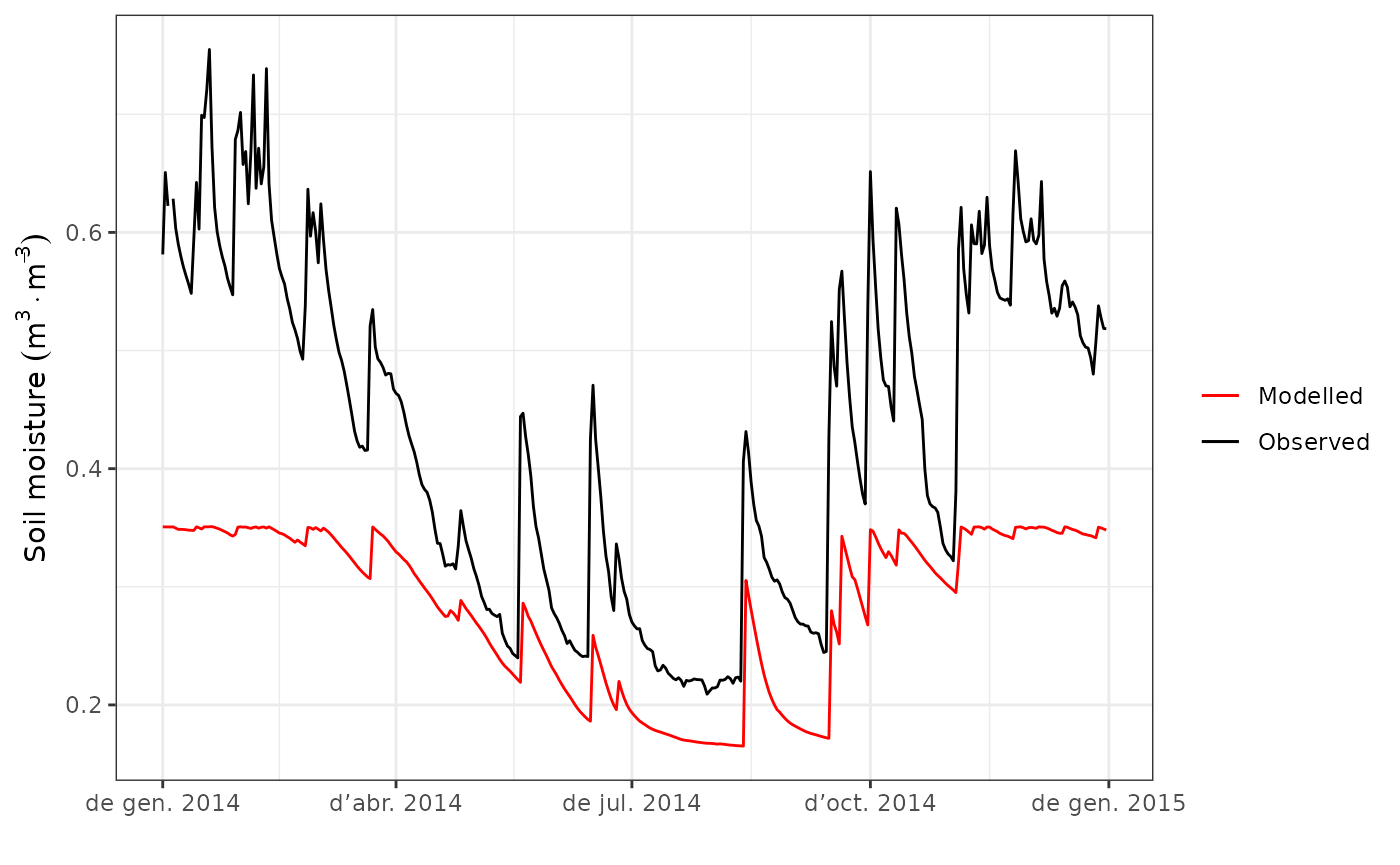 Soil moisture (m³ · m⁻³)
0.6
0.4
0.2
de gen. 2014
d’abr. 2014
de jul. 2014
d’oct. 2014
de gen. 2015
Modelled
Observed